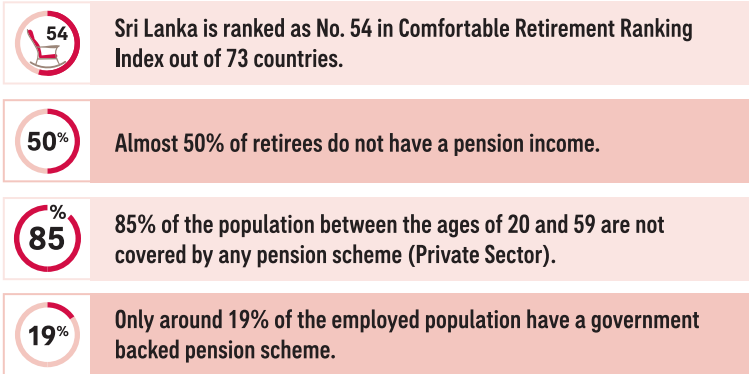 54
Sri Lanka is ranked as No. 54 in Comfortable Retirement Ranking
Index out of 73 countries.
50%
Almost 50% of retirees do not have a pension income.
85%
85% of the population between the ages of 20 and 59 are not
covered by any pension scheme (Private Sector).
19%
Only around 19% of the employed population have a government
backed pension scheme.